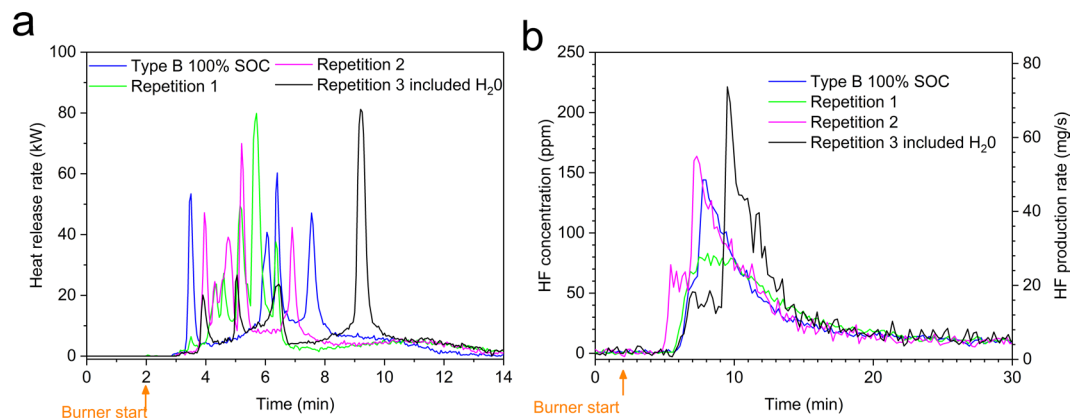 a
100
80
60
40
20
0
Heat release rate (kW)
Type B 100% SOC
Repetition 1
Repetition 2
Repetition 3 included H₂0
0 2 4 6 8 10 12 14
Burner start
Time (min)
b
250
200
150
100
50
0
HF concentration (ppm)
Type B 100% SOC
Repetition 1
Repetition 2
Repetition 3 included H₂0
80
60
40
20
0
HF production rate (mg/s)
0 10 20 30
Burner start
Time (min)